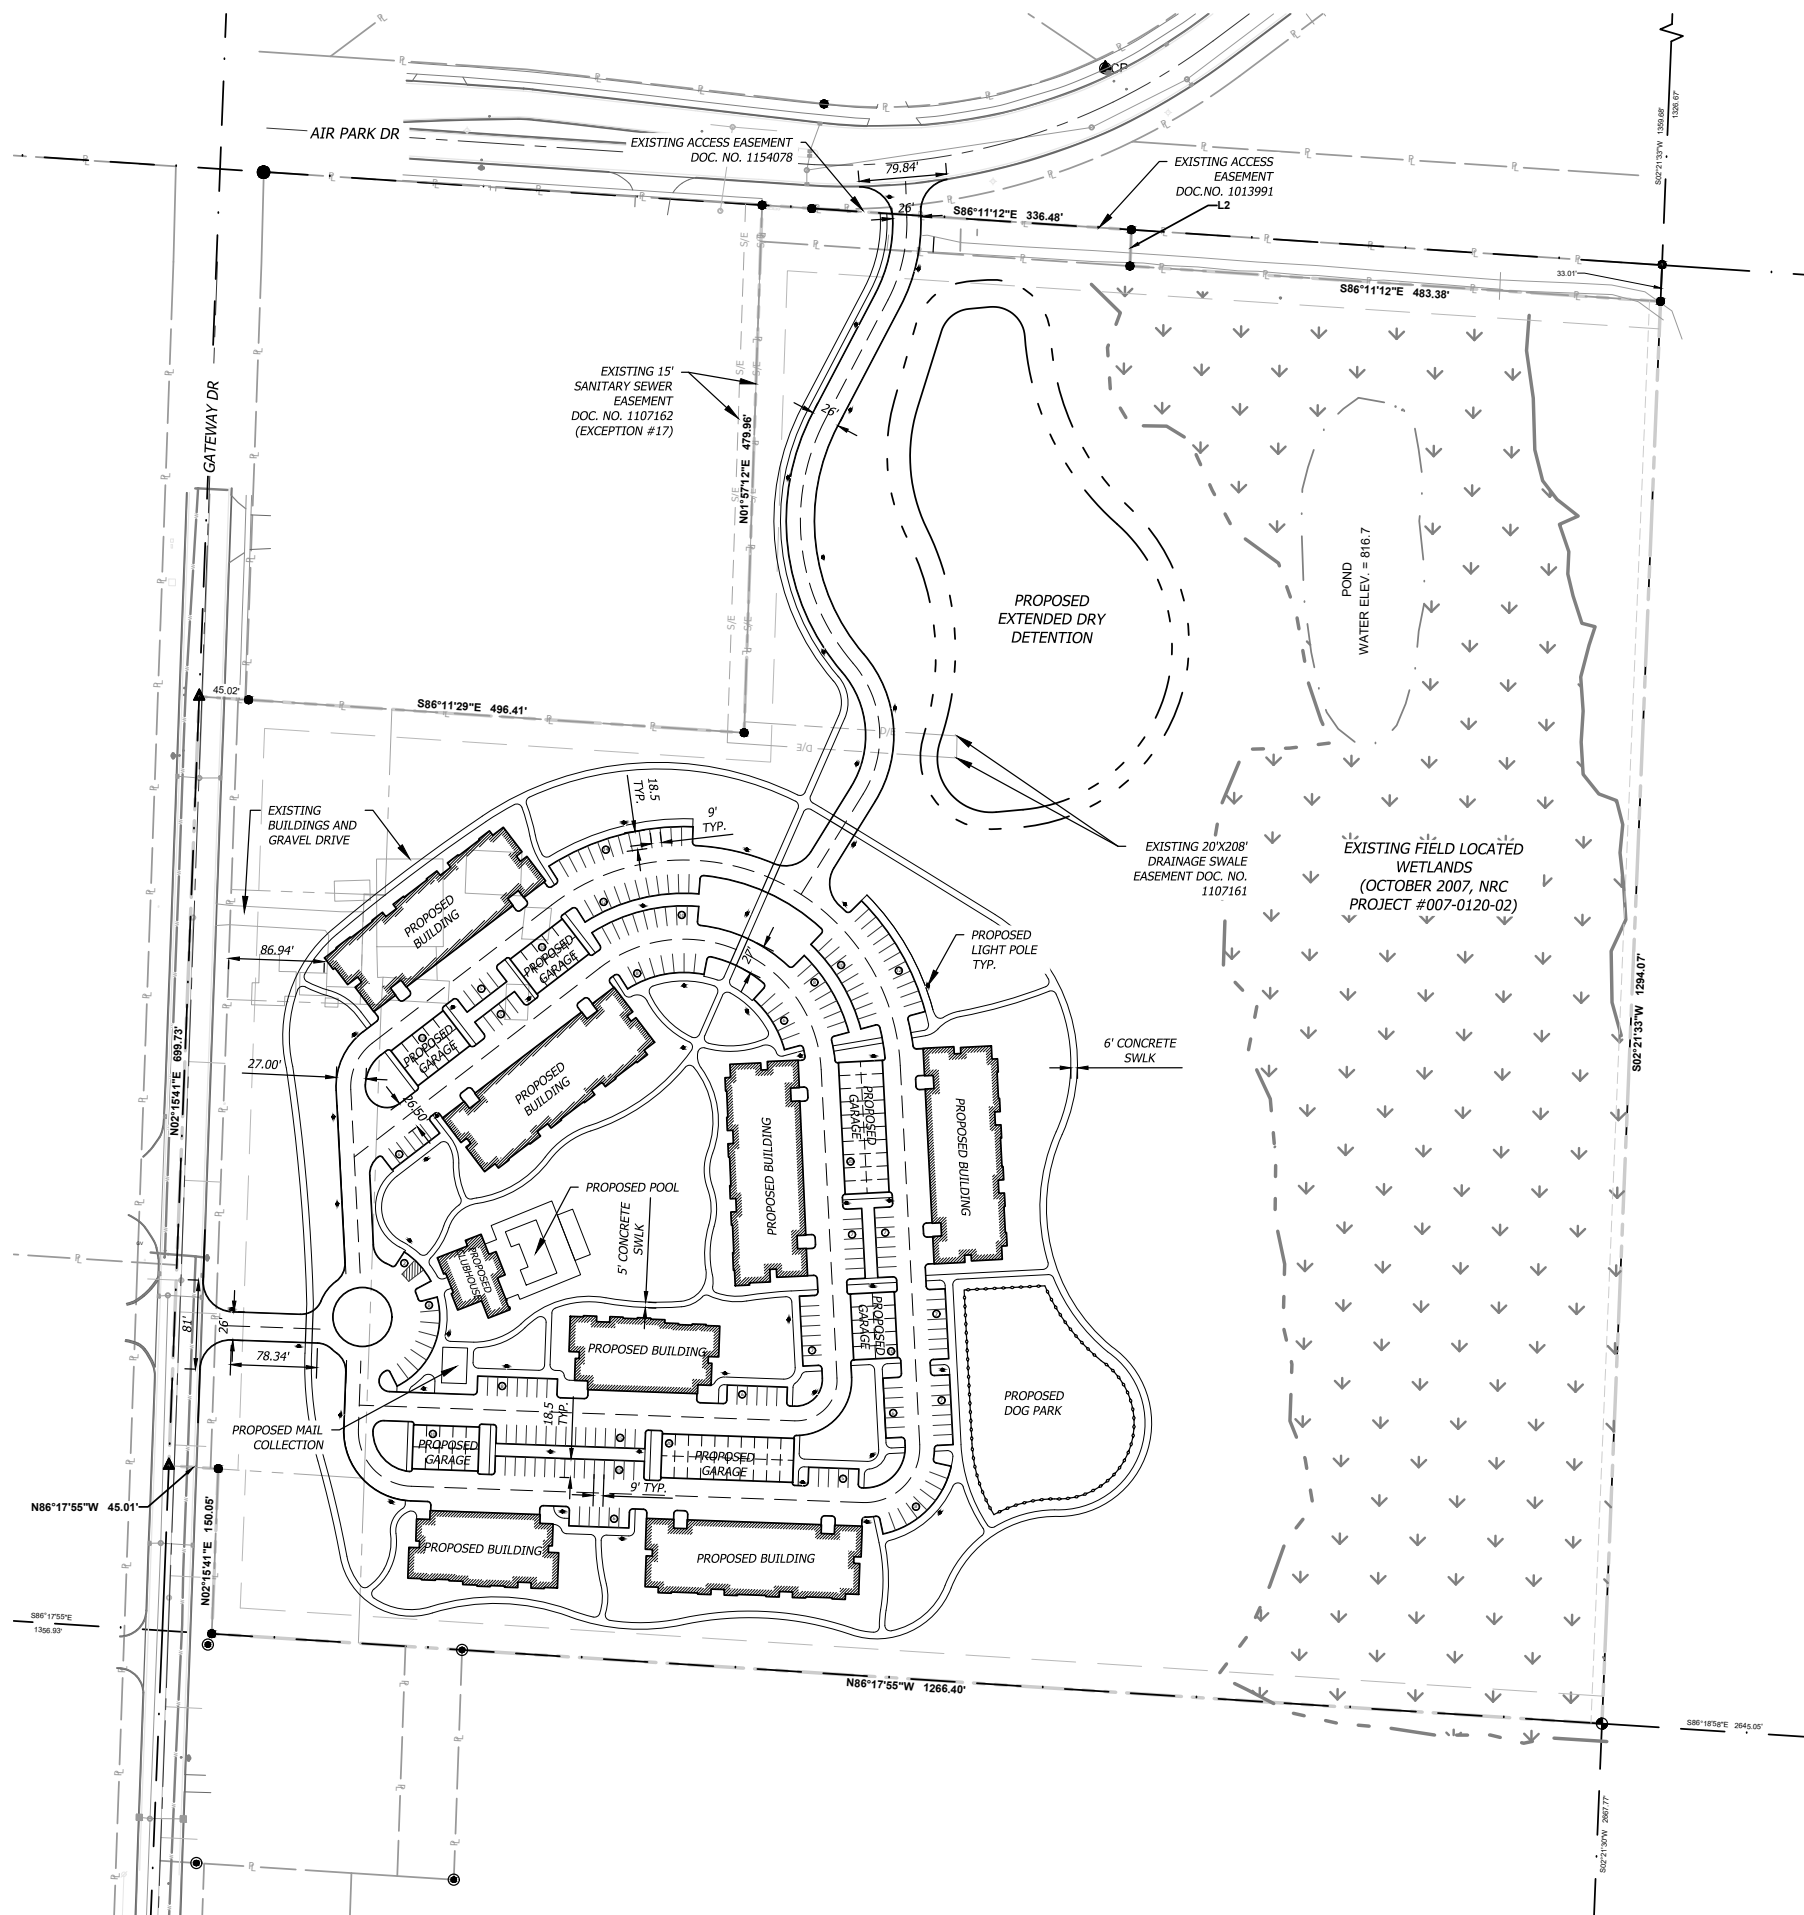 CP
AIR PARK DR
EXISTING ACCESS EASEMENT
DOC. NO. 1154078
79.84'
EXISTING ACCESS
EASEMENT
DOC.NO. 1013991
L2
S02°21'33"W 1359.68'
1326.67'
26'
S86°11'12"E 336.48'
33.01'
S86°11'12"E 483.38'
GATEWAY DR
EXISTING 15'
SANITARY SEWER
EASEMENT
DOC. NO. 1107162
(EXCEPTION #17)
26'
N01°57'12"E 479.96'
POND
WATER ELEV. = 816.7
PROPOSED
EXTENDED DRY
DETENTION
45.02'
S86°11'29"E 496.41'
D/E
D/E
18.5
TYP.
9'
TYP.
EXISTING
BUILDINGS AND
GRAVEL DRIVE
EXISTING 20'X208'
DRAINAGE SWALE
EASEMENT DOC. NO.
1107161
EXISTING FIELD LOCATED
WETLANDS
(OCTOBER 2007, NRC
PROJECT #007-0120-02)
PROPOSED
BUILDING
PROPOSED
GARAGE
86.94'
27'
PROPOSED
LIGHT POLE
TYP.
S02°21'33"W 1294.07'
N02°15'41"E 699.73'
PROPOSED
GARAGE
27.00'
26.50
PROPOSED
BUILDING
6' CONCRETE
SWLK
PROPOSED
GARAGE
PROPOSED BUILDING
PROPOSED BUILDING
PROPOSED POOL
5' CONCRETE
SWLK
PROPOSED
CLUBHOUSE
81'
26'
78.34'
PROPOSED
GARAGE
PROPOSED BUILDING
PROPOSED
DOG PARK
PROPOSED MAIL
COLLECTION
18.5
TYP.
PROPOSED
GARAGE
PROPOSED
GARAGE
9' TYP.
N86°17'55"W 45.01'
N02°15'41"E 150.05'
PROPOSED BUILDING
PROPOSED BUILDING
S86°17'55"E
1356.93'
N86°17'55"W 1266.40'
S86°18'58"E 2645.05'
S02°21'30"W 2667.77'